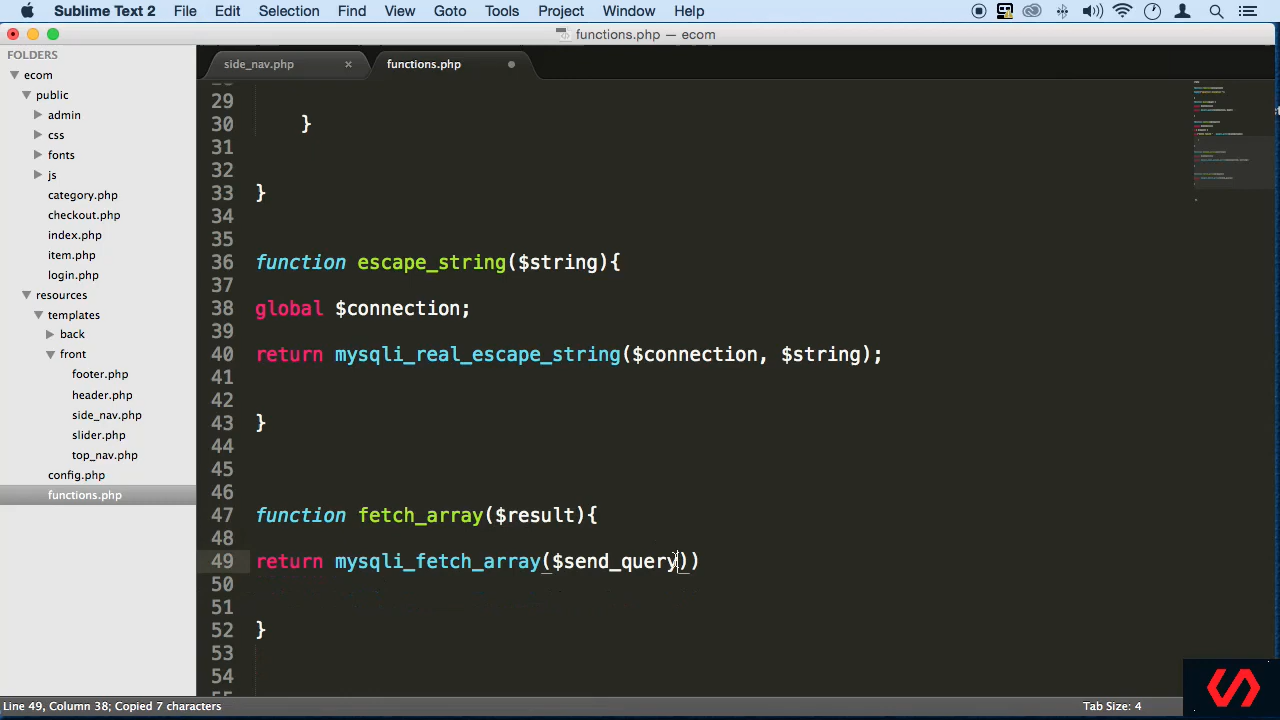 Sublime Text 2 File Edit Selection Find View Goto Tools Project Window Help
functions.php — ecom
FOLDERS
ecom
public
admin
css
fonts
js
category.php
checkout.php
index.php
item.php
login.php
resources
templates
back
front
footer.php
header.php
side_nav.php
slider.php
top_nav.php
config.php
functions.php
side_nav.php × functions.php
29
30 }
31
32
33 }
34
35
36 function escape_string($string){
37
38 global $connection;
39
40 return mysqli_real_escape_string($connection, $string);
41
42
43 }
44
45
46
47 function fetch_array($result){
48
49 return mysqli_fetch_array($send_query))
50
51
52 }
53
54
55
Line 49, Column 38; Copied 7 characters
Tab Size: 4